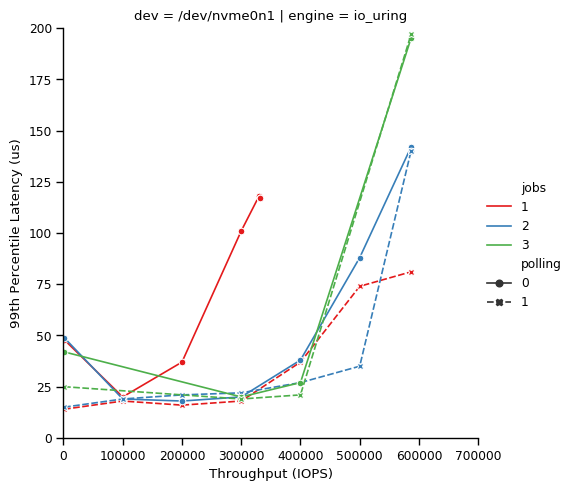 dev = /dev/nvme0n1 | engine = io_uring
200
175
150
125
100
75
50
25
0
99th Percentile Latency (us)
0 100000 200000 300000 400000 500000 600000 700000
Throughput (IOPS)
jobs
1
2
3
polling
0
1